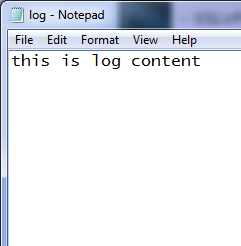 log - Notepad
File Edit Format View Help
this is log content